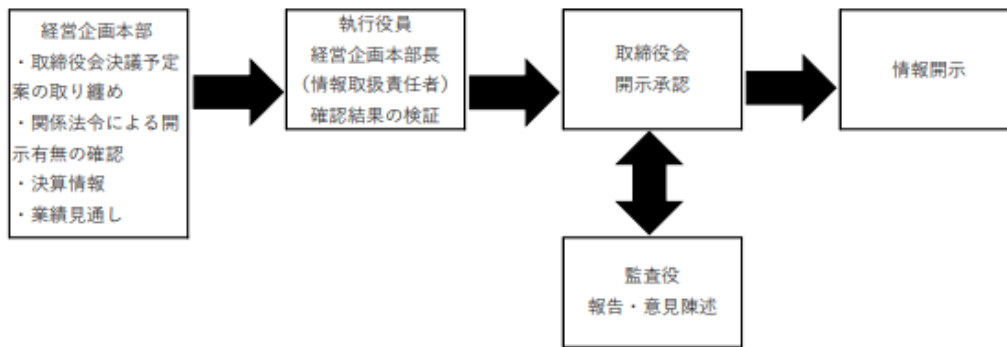 経営企画本部
・取締役会決議予定
案の取り纏め
・関係法令による開
示有無の確認
・決算情報
・業績見通し
執行役員
経営企画本部長
（情報取扱責任者）
確認結果の検証
取締役会
開示承認
情報開示
監査役
報告・意見陳述